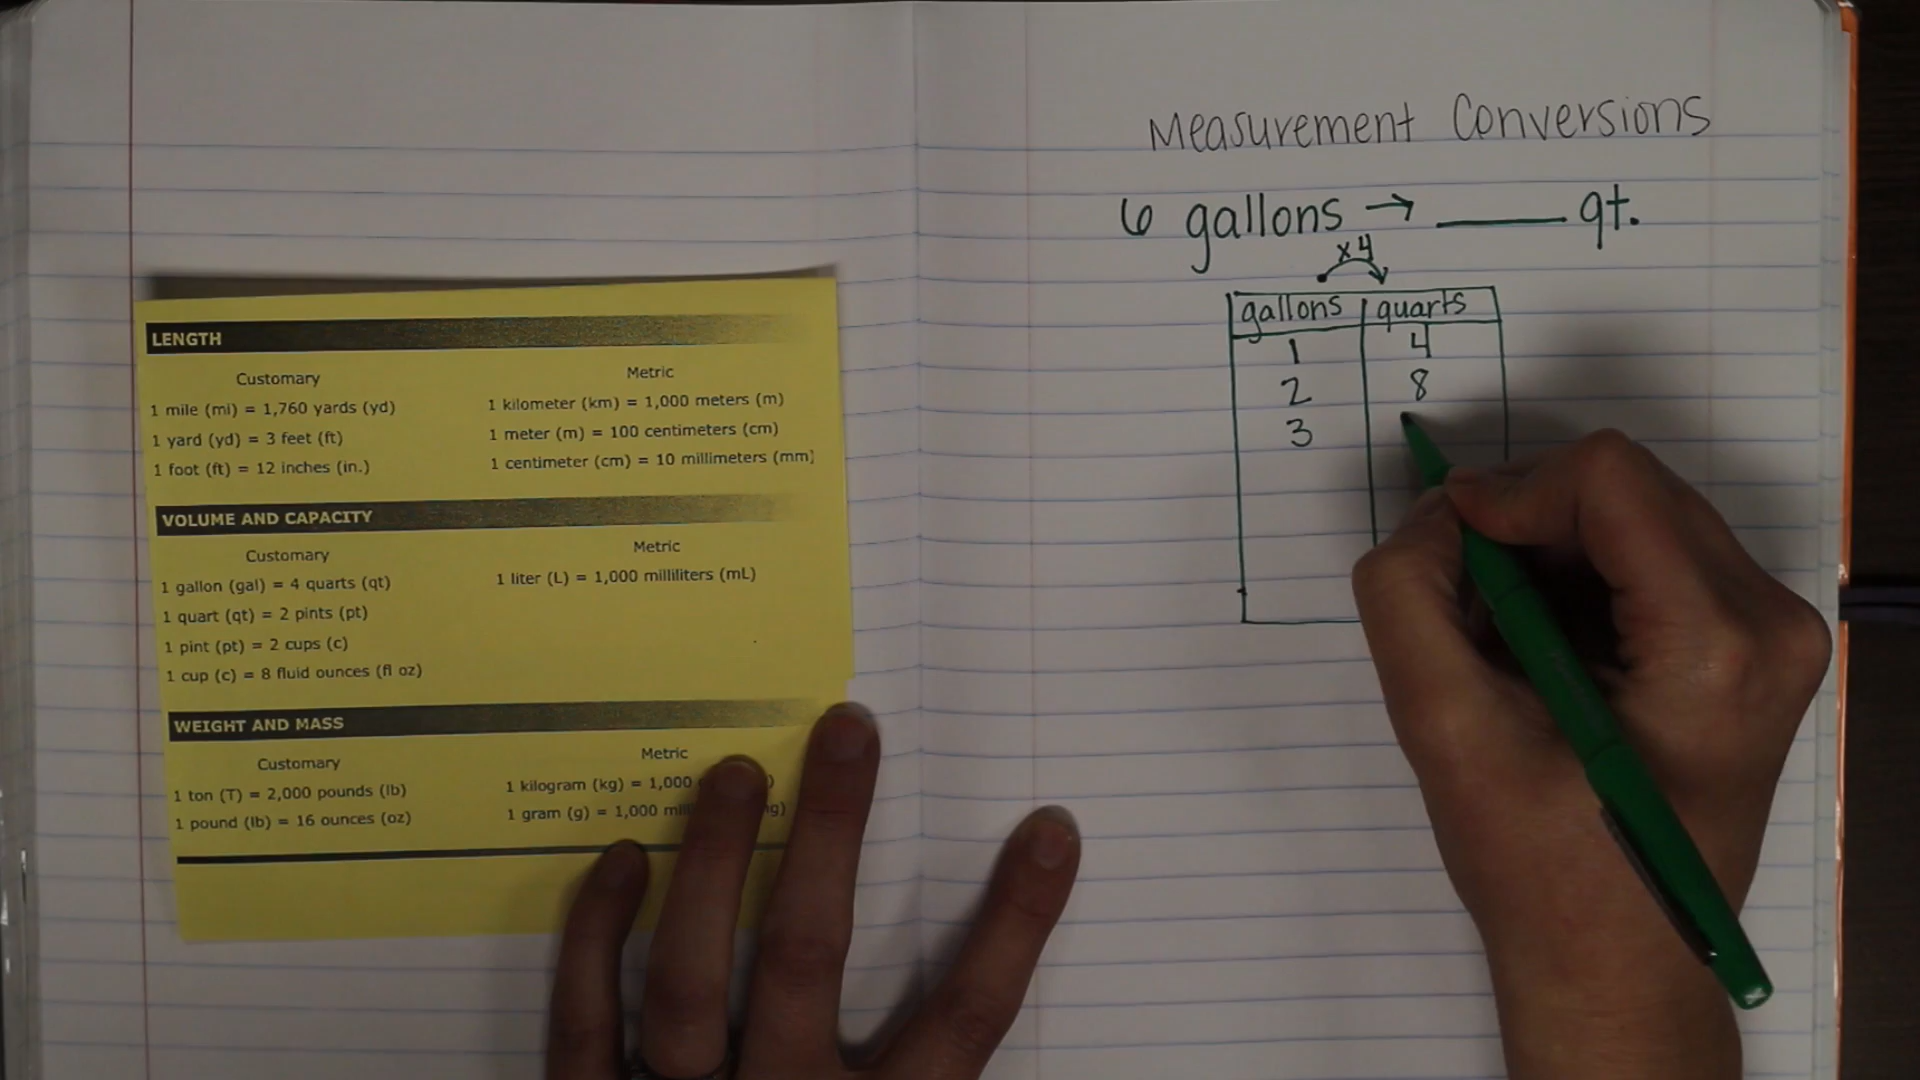 LENGTH
Customary
Metric
1 mile (mi) = 1,760 yards (yd)
1 kilometer (km) = 1,000 meters (m)
1 yard (yd) = 3 feet (ft)
1 meter (m) = 100 centimeters (cm)
1 foot (ft) = 12 inches (in.)
1 centimeter (cm) = 10 millimeters (mm)
VOLUME AND CAPACITY
Customary
Metric
1 gallon (gal) = 4 quarts (qt)
1 liter (L) = 1,000 milliliters (mL)
1 quart (qt) = 2 pints (pt)
1 pint (pt) = 2 cups (c)
1 cup (c) = 8 fluid ounces (fl oz)
WEIGHT AND MASS
Customary
Metric
1 ton (T) = 2,000 pounds (lb)
1 kilogram (kg) = 1,000
1 pound (lb) = 16 ounces (oz)
1 gram (g) = 1,000
Measurement Conversions
6 gallons → _____ qt.
x4
gallons quarts
1 4
2 8
3